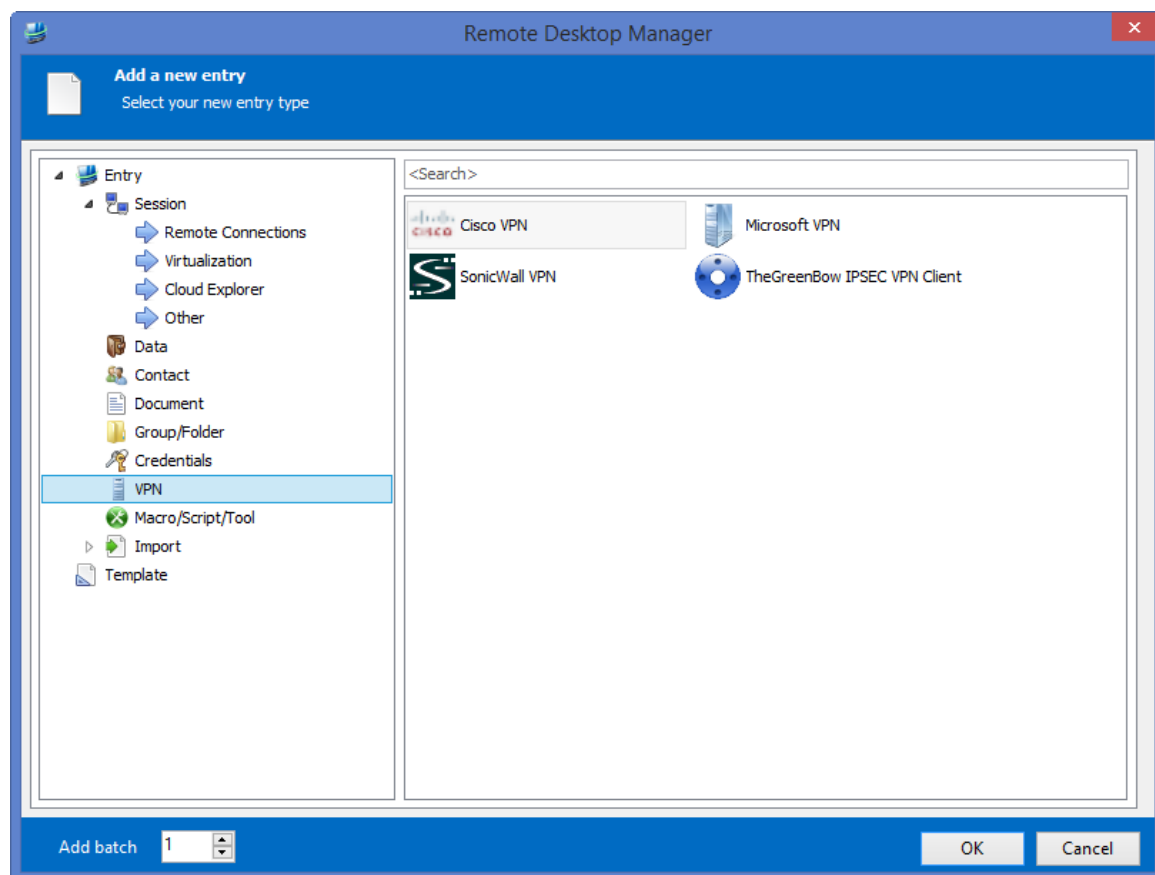 Remote Desktop Manager
Add a new entry
Select your new entry type
Entry
Session
Remote Connections
Virtualization
Cloud Explorer
Other
Data
Contact
Document
Group/Folder
Credentials
VPN
Macro/Script/Tool
Import
Template
<Search>
CISCO Cisco VPN
Microsoft VPN
SonicWall VPN
TheGreenBow IPSEC VPN Client
Add batch 1
OK
Cancel